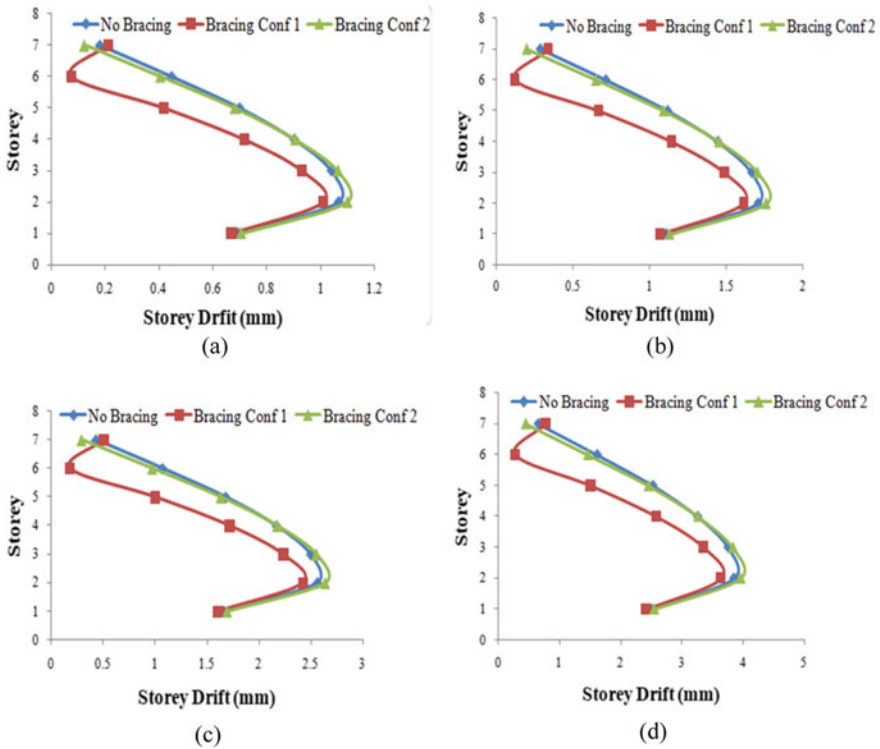 No Bracing Bracing Conf 1 Bracing Conf 2
8
7
6
5
4
3
2
1
0
Storey
0 0.2 0.4 0.6 0.8 1 1.2
Storey Drfit (mm)
(a)
No Bracing Bracing Conf 1 Bracing Conf 2
8
7
6
5
4
3
2
1
0
Storey
0 0.5 1 1.5 2
Storey Drift (mm)
(b)
No Bracing Bracing Conf 1 Bracing Conf 2
8
7
6
5
4
3
2
1
0
Storey
0 0.5 1 1.5 2 2.5 3
Storey Drift (mm)
(c)
No Bracing Bracing Conf 1 Bracing Conf 2
8
7
6
5
4
3
2
1
0
Storey
0 1 2 3 4 5
Storey Drift (mm)
(d)